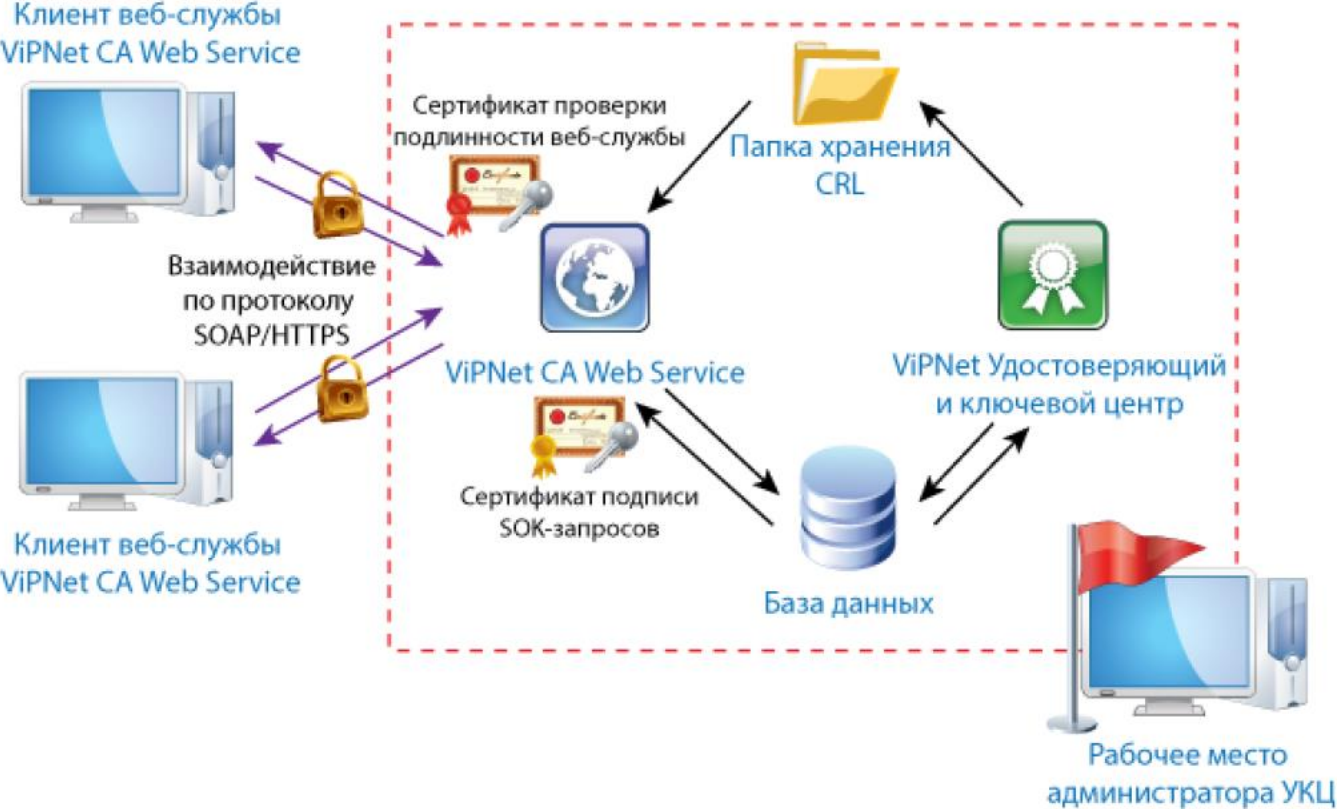 Клиент веб-службы
ViPNet CA Web Service
Сертификат проверки
подлинности веб-службы
Папка хранения
CRL
Взаимодействие
по протоколу
SOAP/HTTPS
ViPNet CA Web Service
ViPNet Удостоверяющий
и ключевой центр
Сертификат подписи
SOK-запросов
Клиент веб-службы
ViPNet CA Web Service
База данных
Рабочее место
администратора УКЦ